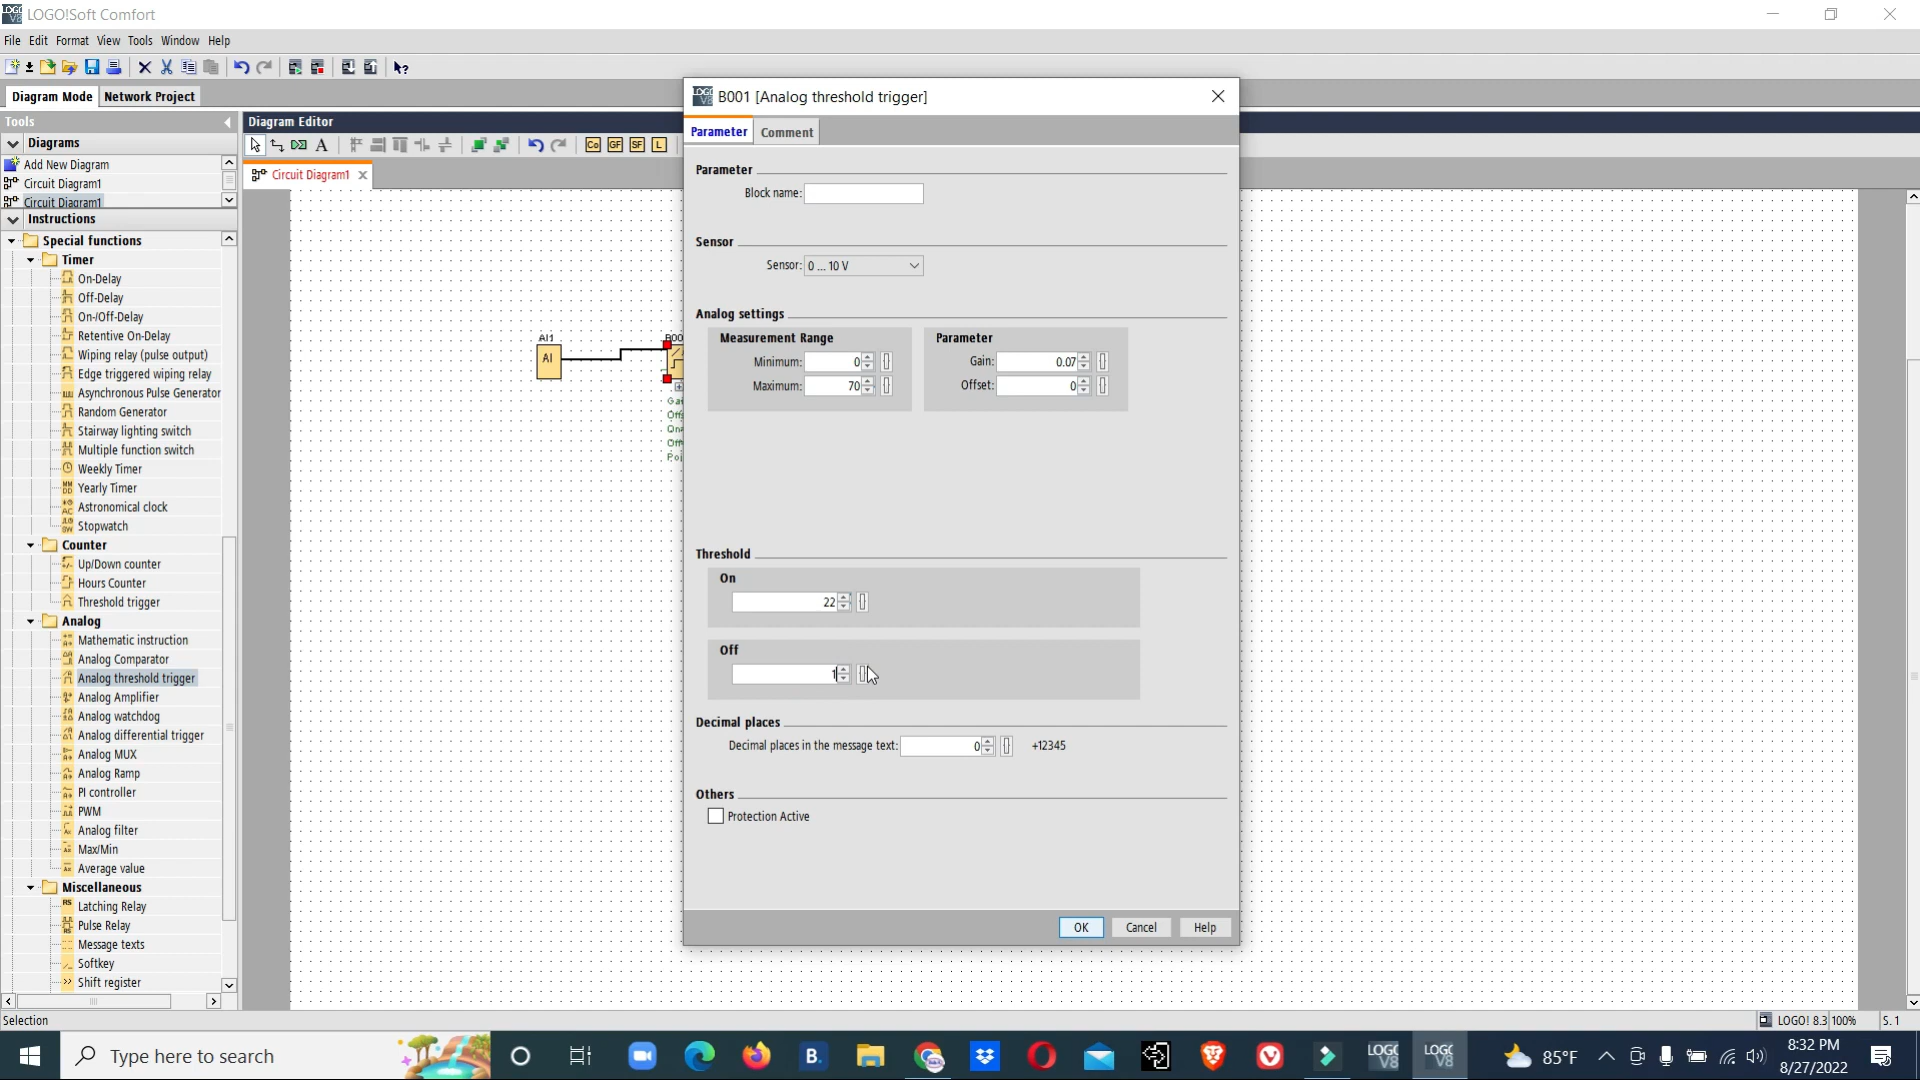 LOGO!Soft Comfort
File Edit Format View Tools Window Help
Diagram Mode Network Project
Tools
Diagrams
Add New Diagram
Circuit Diagram1
Circuit Diagram1
Instructions
Special functions
Timer
On-Delay
Off-Delay
On-/Off-Delay
Retentive On-Delay
Wiping relay (pulse output)
Edge triggered wiping relay
Asynchronous Pulse Generator
Random Generator
Stairway lighting switch
Multiple function switch
Weekly Timer
Yearly Timer
Astronomical clock
Stopwatch
Counter
Up/Down counter
Hours Counter
Threshold trigger
Analog
Mathematic instruction
Analog Comparator
Analog threshold trigger
Analog Amplifier
Analog watchdog
Analog differential trigger
Analog MUX
Analog Ramp
PI controller
PWM
Analog filter
Max/Min
Average value
Miscellaneous
Latching Relay
Pulse Relay
Message texts
Softkey
Shift register
Diagram Editor
Co GF SF L
Circuit Diagram1
AI1
AI
B001 [Analog threshold trigger]
Parameter Comment
Parameter
Block name:
Sensor
Sensor: 0 ... 10 V
Analog settings
Measurement Range
Minimum: 0
Maximum: 70
Parameter
Gain: 0.07
Offset: 0
Threshold
On
22
Off
1
Decimal places
Decimal places in the message text: 0 +12345
Others
Protection Active
OK Cancel Help
Selection
LOGO! 8.3 100% S. 1
Type here to search
85°F
8:32 PM
8/27/2022